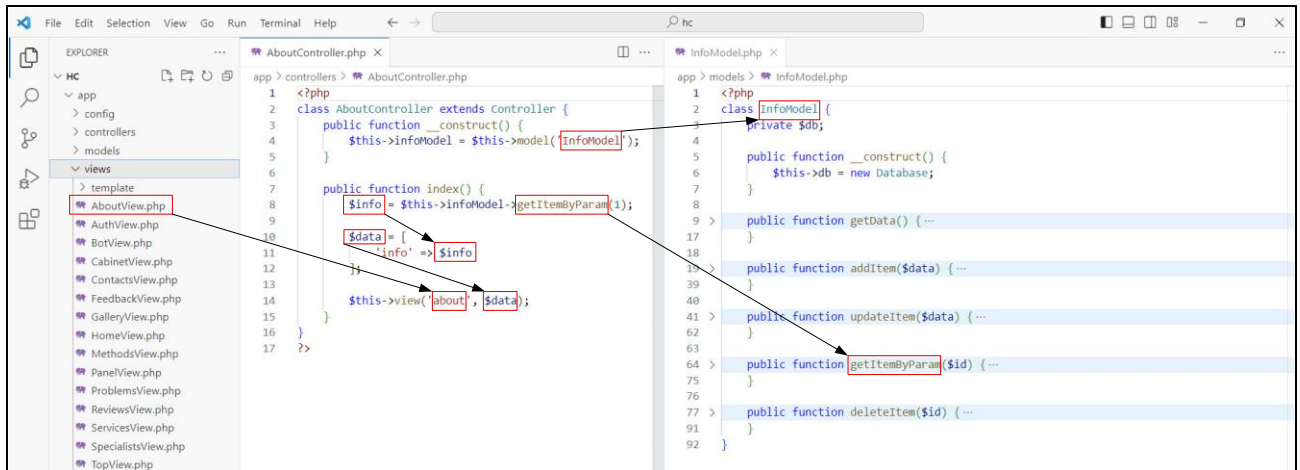 File Edit Selection View Go Run Terminal Help
hc
EXPLORER
HC
app
config
controllers
models
views
template
AboutView.php
AuthView.php
BotView.php
CabinetView.php
ContactsView.php
FeedbackView.php
GalleryView.php
HomeView.php
MethodsView.php
PanelView.php
ProblemsView.php
ReviewsView.php
ServicesView.php
SpecialistsView.php
TopView.php
AboutController.php
app > controllers > AboutController.php
1 <?php
2 class AboutController extends Controller {
3 public function __construct() {
4 $this->infoModel = $this->model('InfoModel');
5 }
6
7 public function index() {
8 $info = $this->infoModel->getItemByParam(1);
9
10 $data = [
11 'info' => $info
12 ];
13
14 $this->view('about', $data);
15 }
16 }
17 ?>
InfoModel.php
app > models > InfoModel.php
1 <?php
2 class InfoModel {
3 private $db;
4
5 public function __construct() {
6 $this->db = new Database;
7 }
8
9 > public function getData() { ...
17 }
18
19 > public function addItem($data) { ...
39 }
40
41 > public function updateItem($data) { ...
62 }
63
64 > public function getItemByParam($id) { ...
75 }
76
77 > public function deleteItem($id) { ...
91 }
92 }